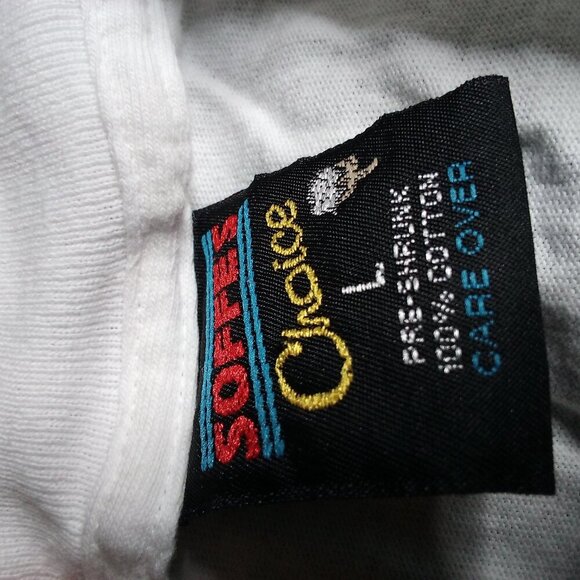 SOFFES
Choice
L
PRE-SHRUNK
100% COTTON
CARE OVER